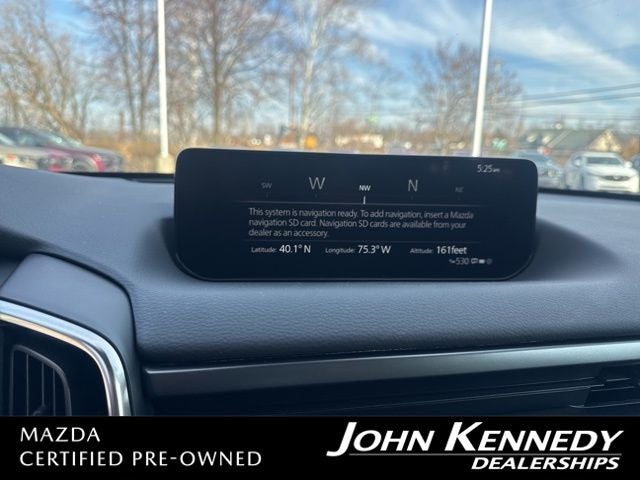 5:25
SW W NW N NE
This system is navigation ready. To add navigation, insert a Mazda
navigation SD card. Navigation SD cards are available from your
dealer as an accessory.
Latitude: 40.1° N Longitude: 75.3° W Altitude: 161feet
530
MAZDA
CERTIFIED PRE-OWNED
JOHN KENNEDY
DEALERSHIPS